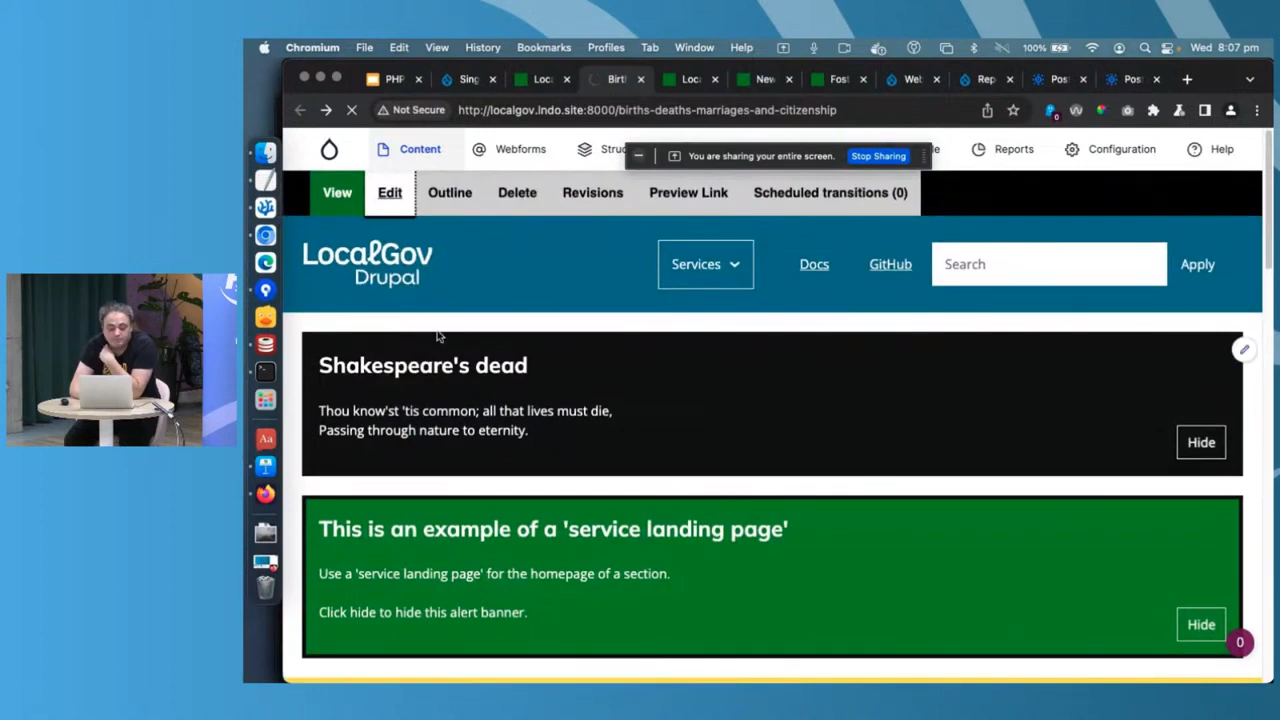 Chromium File Edit View History Bookmarks Profiles Tab Window Help 100% Wed 8:07 pm
PHP Sing Loca Birt Loca New Fost Wel Rep Pos Pos
Not Secure http://localgov.lndo.site:8000/births-deaths-marriages-and-citizenship
Content Webforms Struc Reports Configuration Help
You are sharing your entire screen. Stop Sharing
View Edit Outline Delete Revisions Preview Link Scheduled transitions (0)
LocalGov
Drupal
Services Docs GitHub Search Apply
Shakespeare's dead
Thou know'st 'tis common; all that lives must die,
Passing through nature to eternity.
Hide
This is an example of a 'service landing page'
Use a 'service landing page' for the homepage of a section.
Click hide to hide this alert banner.
Hide
0